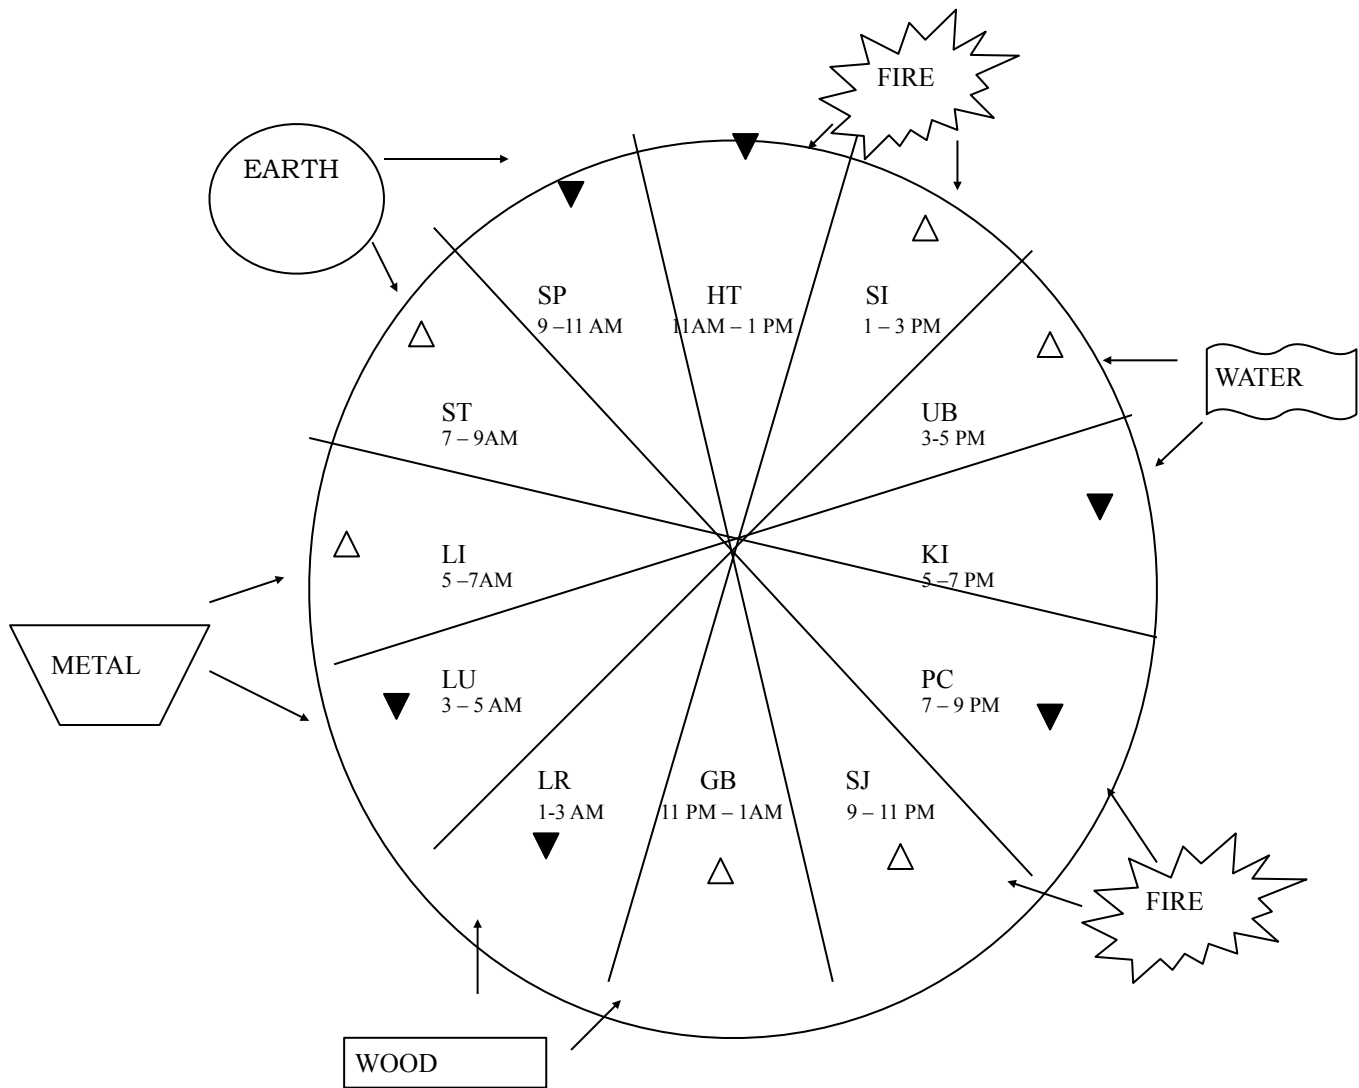 FIRE
EARTH
SP
9 –11 AM
HT
11AM – 1 PM
SI
1 – 3 PM
WATER
ST
7 – 9AM
UB
3-5 PM
LI
5 –7AM
KI
5 –7 PM
METAL
LU
3 – 5 AM
PC
7 – 9 PM
LR
1-3 AM
GB
11 PM – 1AM
SJ
9 – 11 PM
FIRE
WOOD